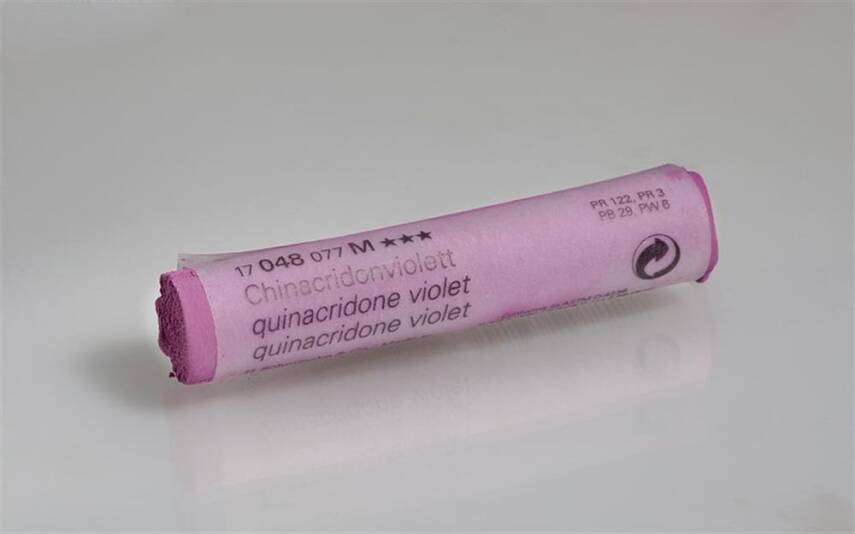 17 048 077 M ★★★
Chinacridonviolett
quinacridone violet
quinacridone violet
PR 122, PR 3
PB 29, PW 6